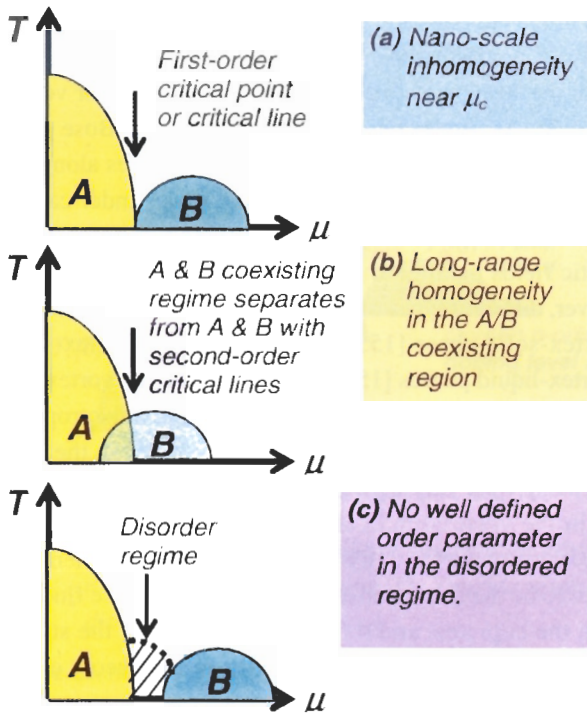 T
First-order
critical point
or critical line
A
B
μ
(a) Nano-scale
inhomogeneity
near μc
T
A & B coexisting
regime separates
from A & B with
second-order
critical lines
A
B
μ
(b) Long-range
homogeneity
in the A/B
coexisting
region
T
Disorder
regime
A
B
μ
(c) No well defined
order parameter
in the disordered
regime.